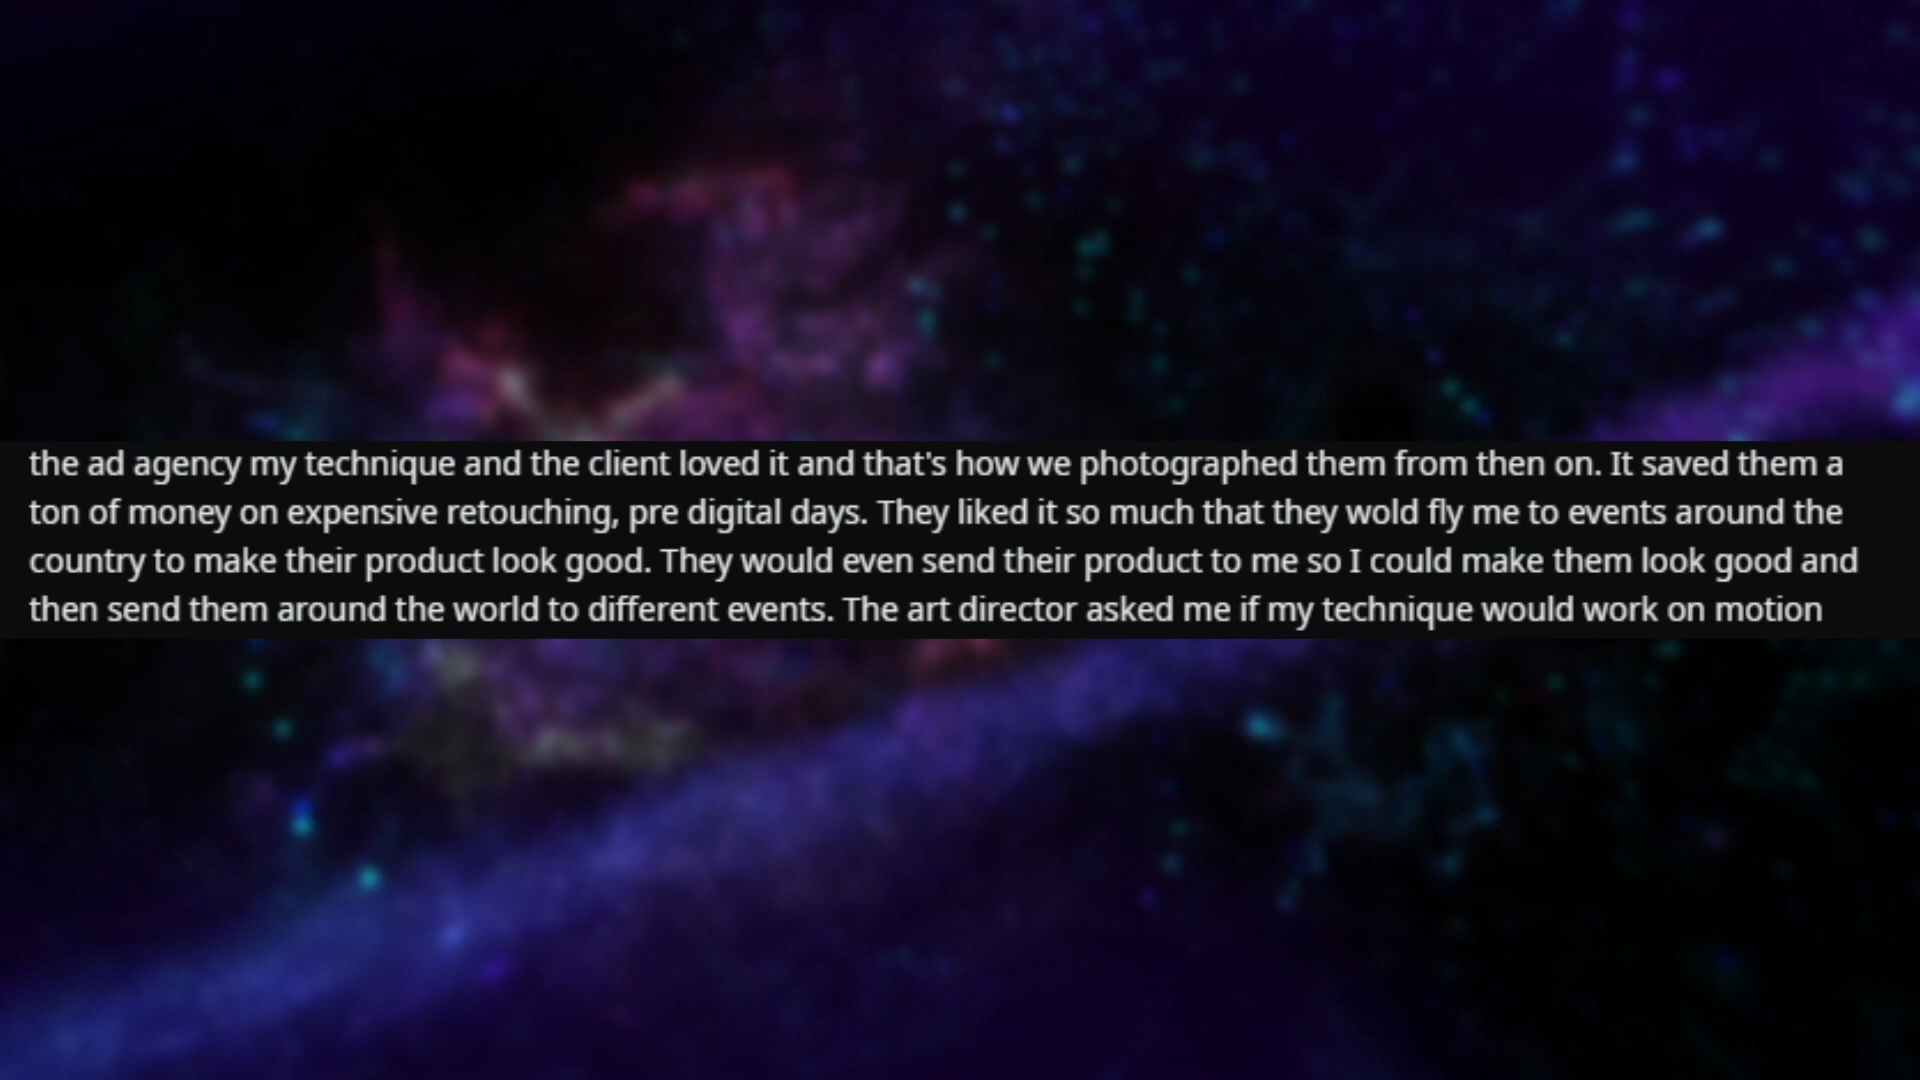 the ad agency my technique and the client loved it and that's how we photographed them from then on. It saved them a
ton of money on expensive retouching, pre digital days. They liked it so much that they wold fly me to events around the
country to make their product look good. They would even send their product to me so I could make them look good and
then send them around the world to different events. The art director asked me if my technique would work on motion